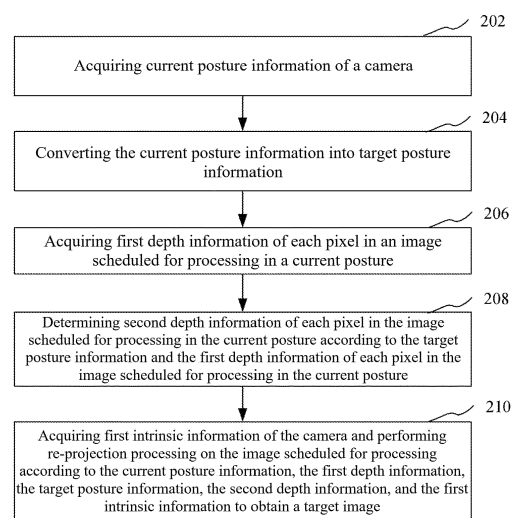 202
Acquiring current posture information of a camera
204
Converting the current posture information into target posture
information
206
Acquiring first depth information of each pixel in an image
scheduled for processing in a current posture
208
Determining second depth information of each pixel in the image
scheduled for processing in the current posture according to the target
posture information and the first depth information of each pixel in the
image scheduled for processing in the current posture
210
Acquiring first intrinsic information of the camera and performing
re-projection processing on the image scheduled for processing
according to the current posture information, the first depth information,
the target posture information, the second depth information, and the first
intrinsic information to obtain a target image